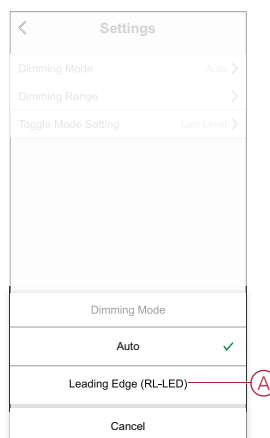 Settings
Dimming Mode Auto
Dimming Range
Toggle Mode Setting Last Level
Dimming Mode
Auto
Leading Edge (RL-LED)
A
Cancel